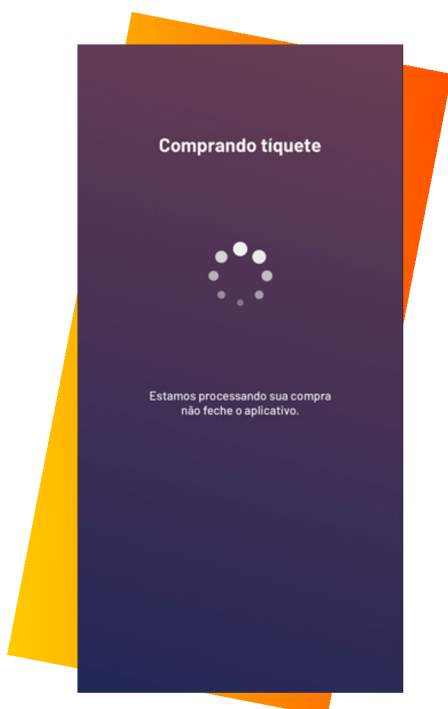 Comprando tíquete
Estamos processando sua compra
não feche o aplicativo.